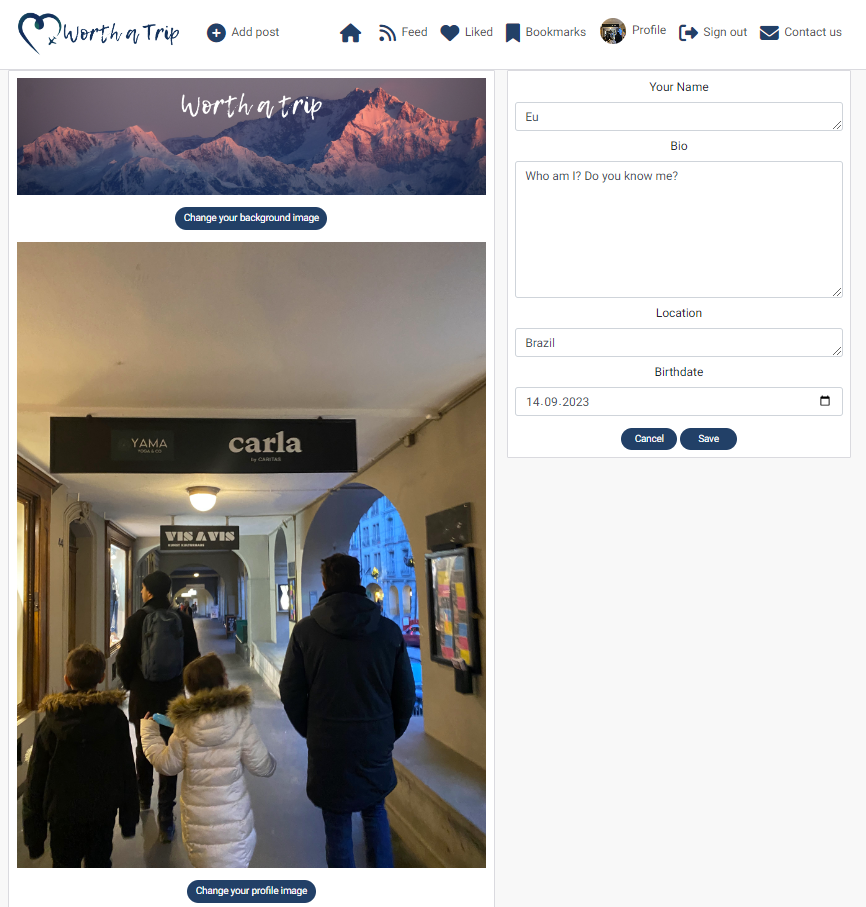 Worth a Trip
Add post
Feed
Liked
Bookmarks
Profile
Sign out
Contact us
Worth a trip
Change your background image
YAMA
YOGA & CO
carla
by CARITAS
VIS À VIS
Change your profile image
Your Name
Eu
Bio
Who am I? Do you know me?
Location
Brazil
Birthdate
14.09.2023
Cancel
Save